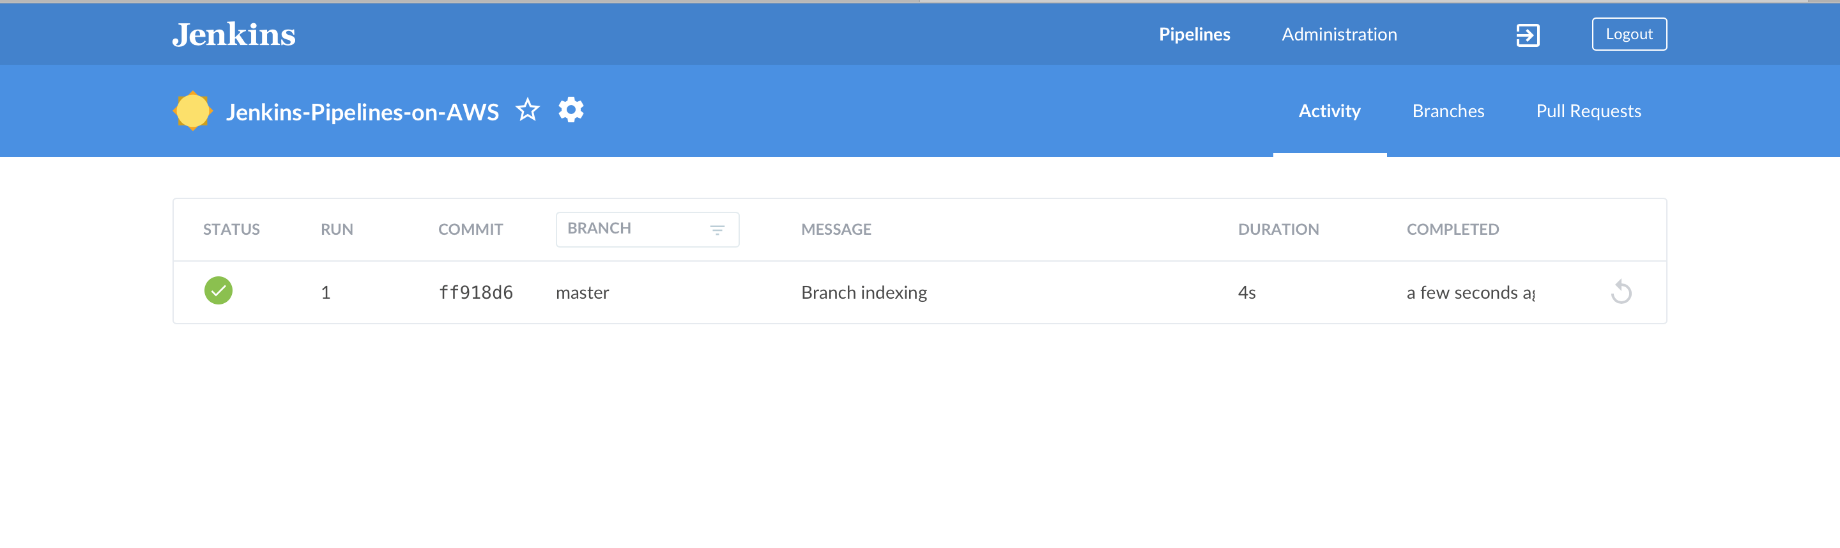 Jenkins Pipelines Administration Logout
Jenkins-Pipelines-on-AWS Activity Branches Pull Requests
STATUS RUN COMMIT BRANCH MESSAGE DURATION COMPLETED
1 ff918d6 master Branch indexing 4s a few seconds ag